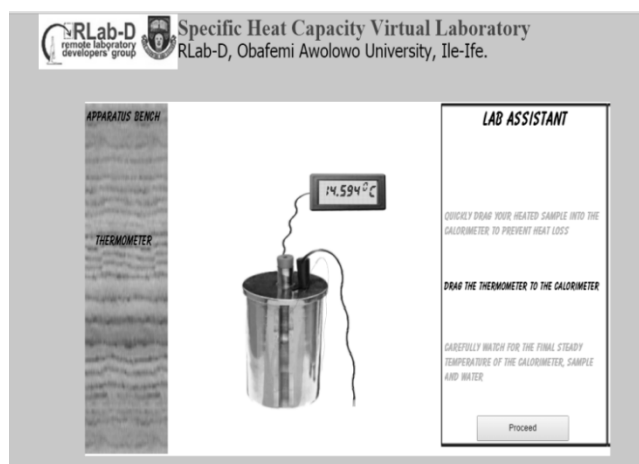 RLab-D
remote laboratory
developers' group
Specific Heat Capacity Virtual Laboratory
RLab-D, Obafemi Awolowo University, Ile-Ife.
APPARATUS BENCH
THERMOMETER
14.594°C
LAB ASSISTANT
QUICKLY DRAG YOUR HEATED SAMPLE INTO THE
CALORIMETER TO PREVENT HEAT LOSS
DRAG THE THERMOMETER TO THE CALORIMETER
CAREFULLY WATCH FOR THE FINAL STEADY
TEMPERATURE OF THE CALORIMETER, SAMPLE
AND WATER
Proceed